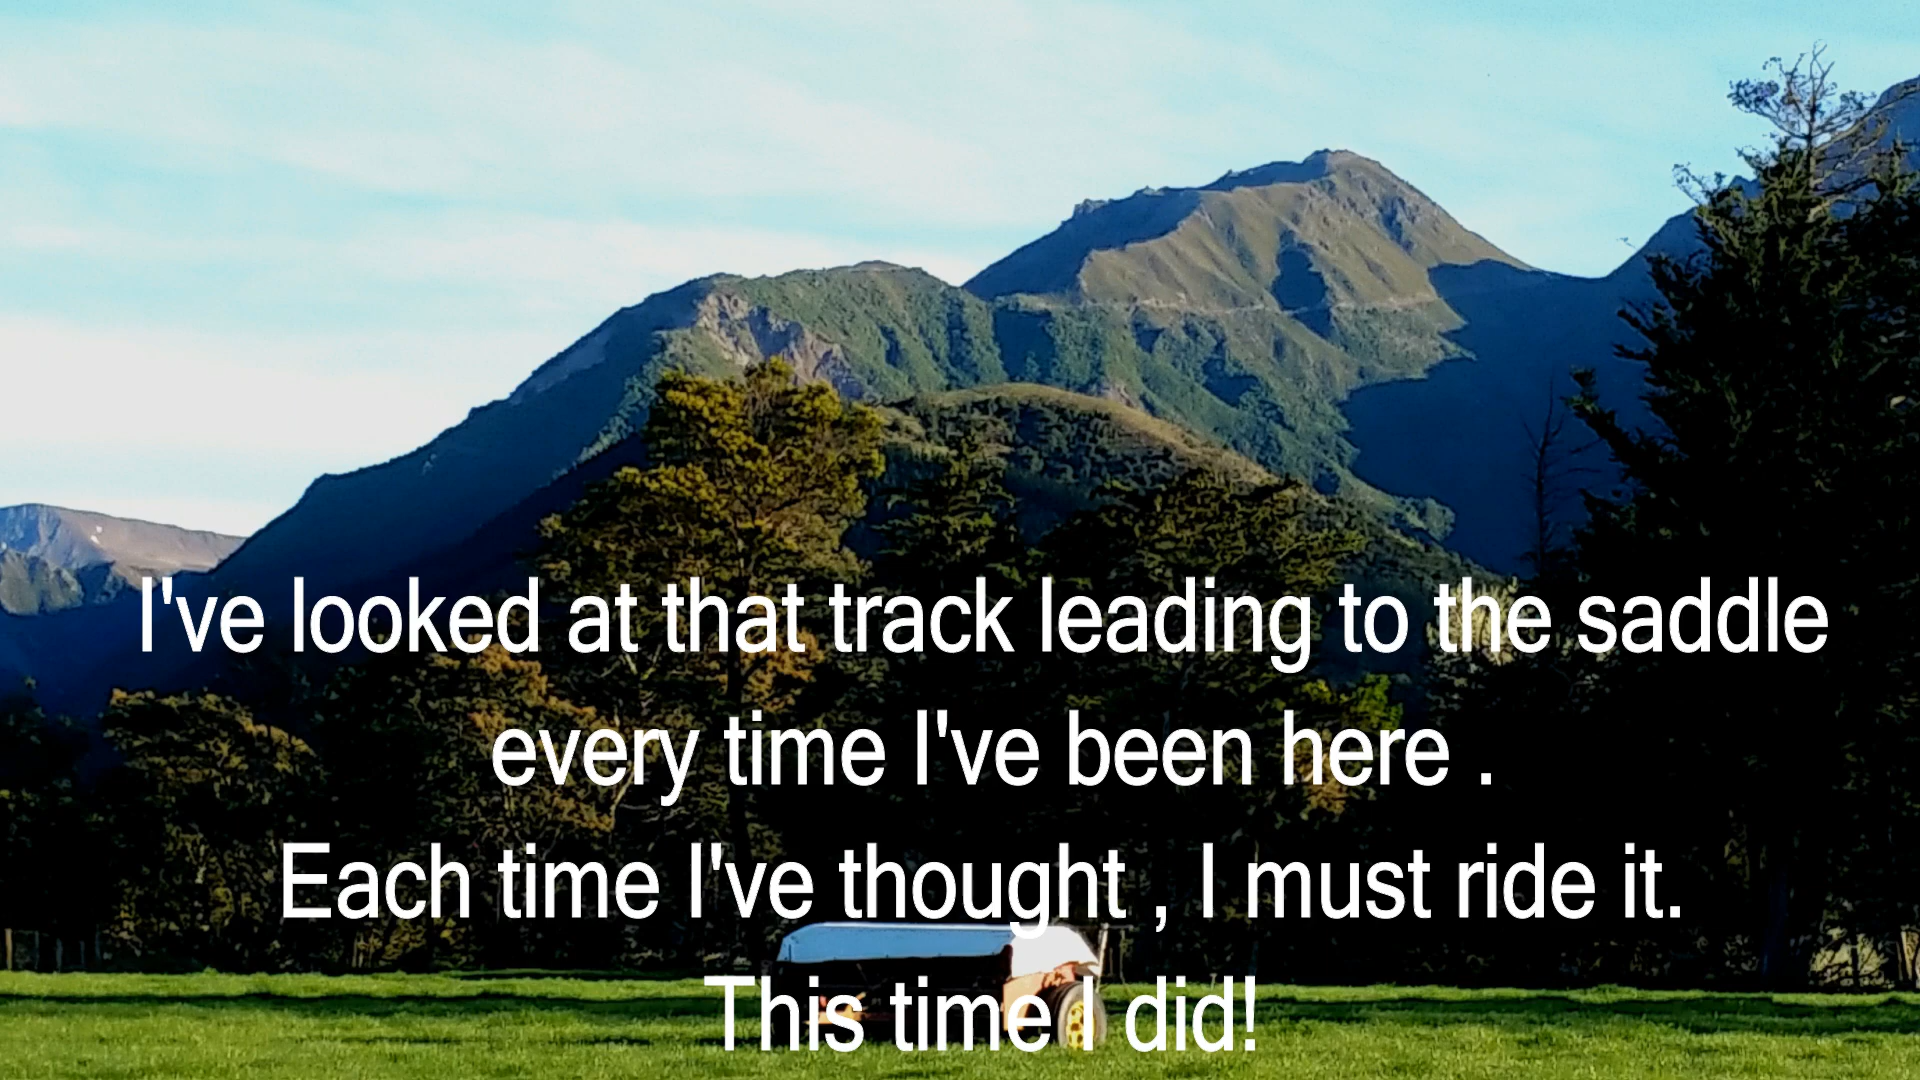 I've looked at that track leading to the saddle
every time I've been here .
Each time I've thought , I must ride it.
This time I did!